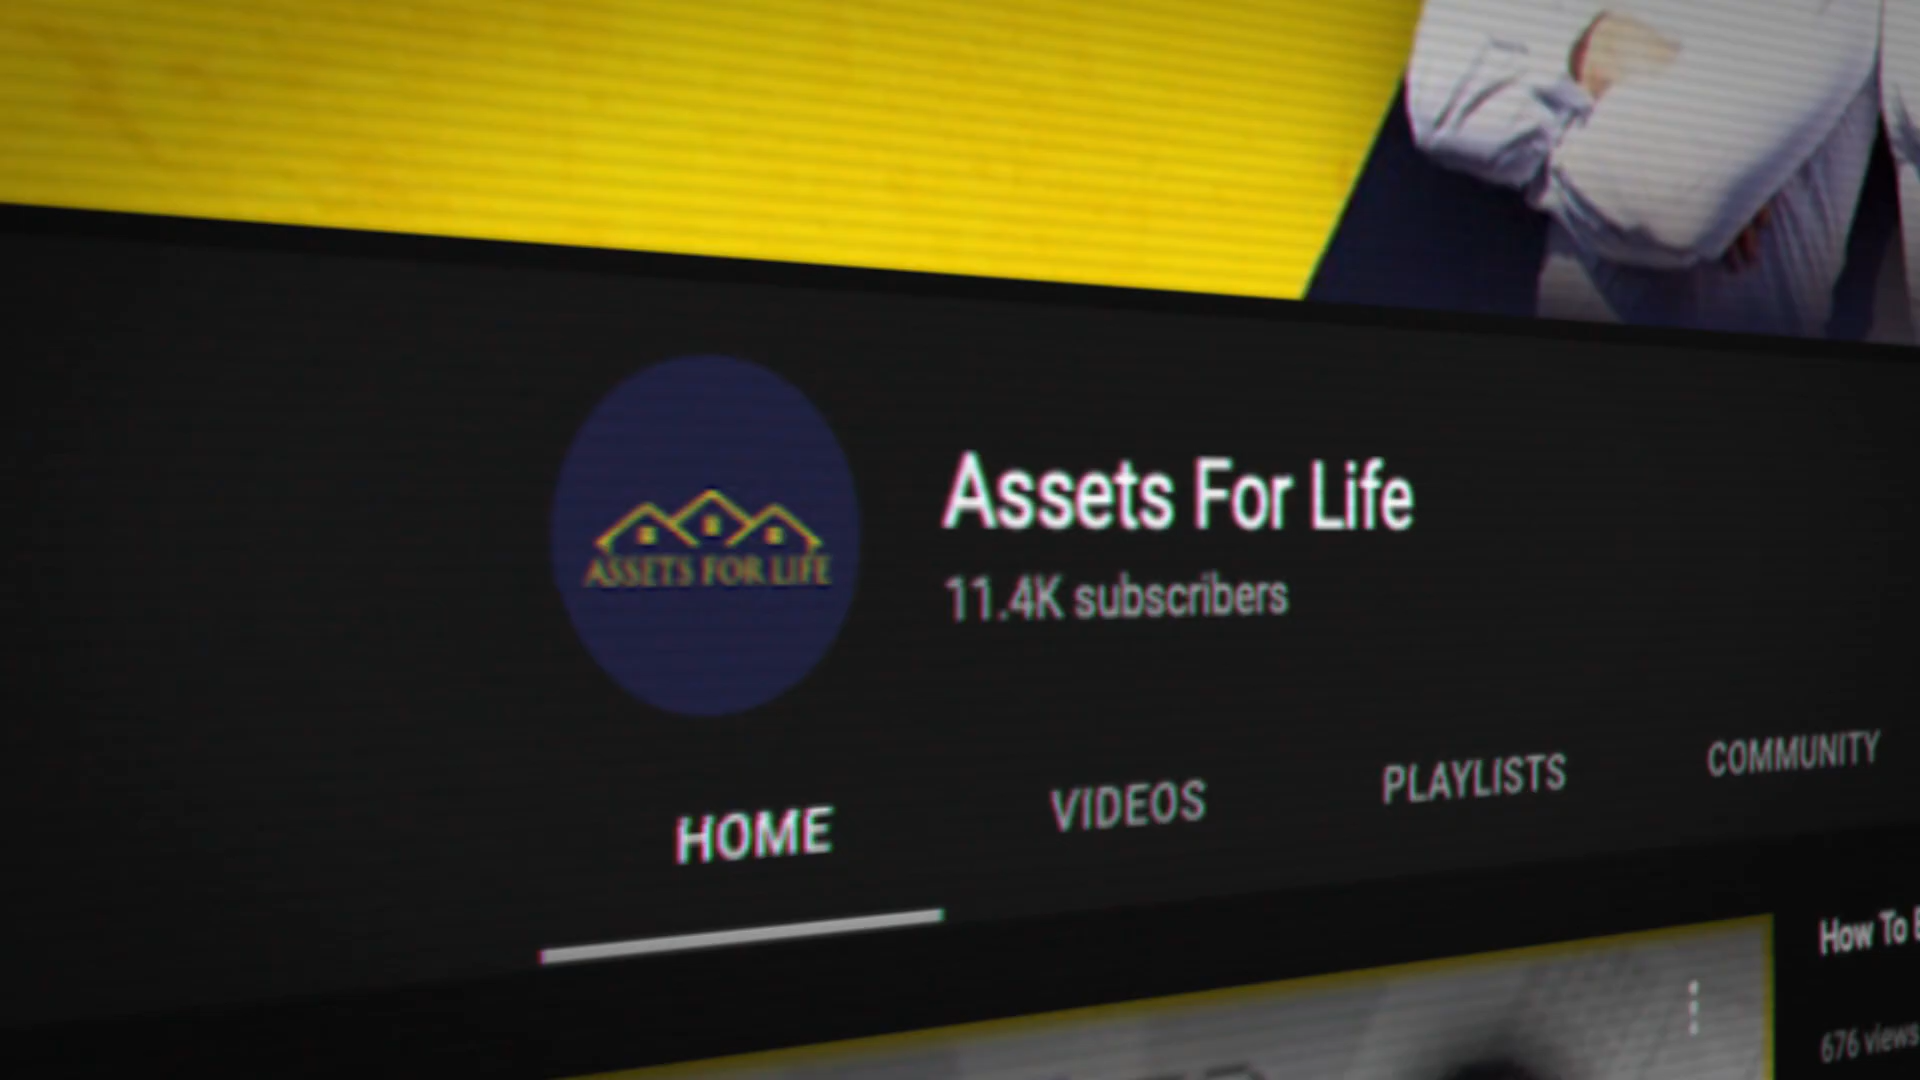 ASSETS FOR LIFE
Assets For Life
11.4K subscribers
HOME
VIDEOS
PLAYLISTS
COMMUNITY
How To
676 views